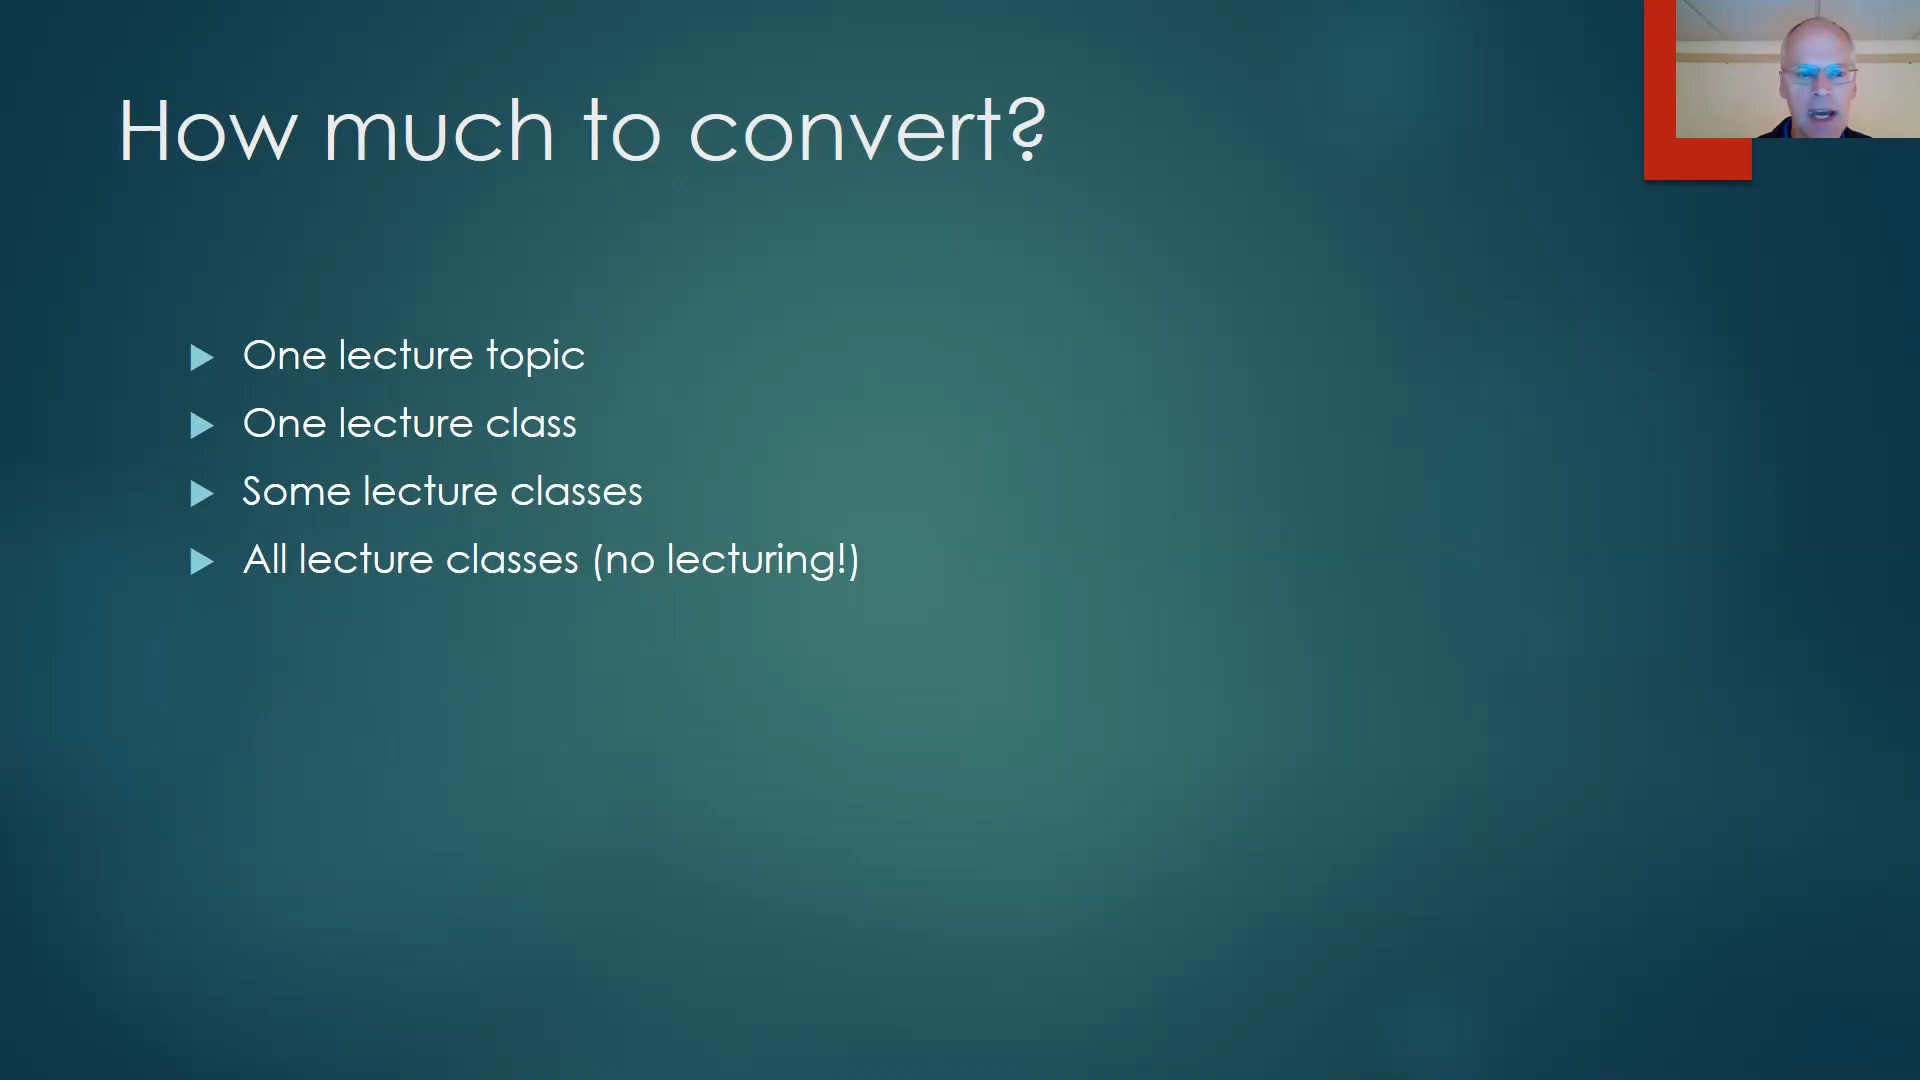 How much to convert?
One lecture topic
One lecture class
Some lecture classes
All lecture classes (no lecturing!)